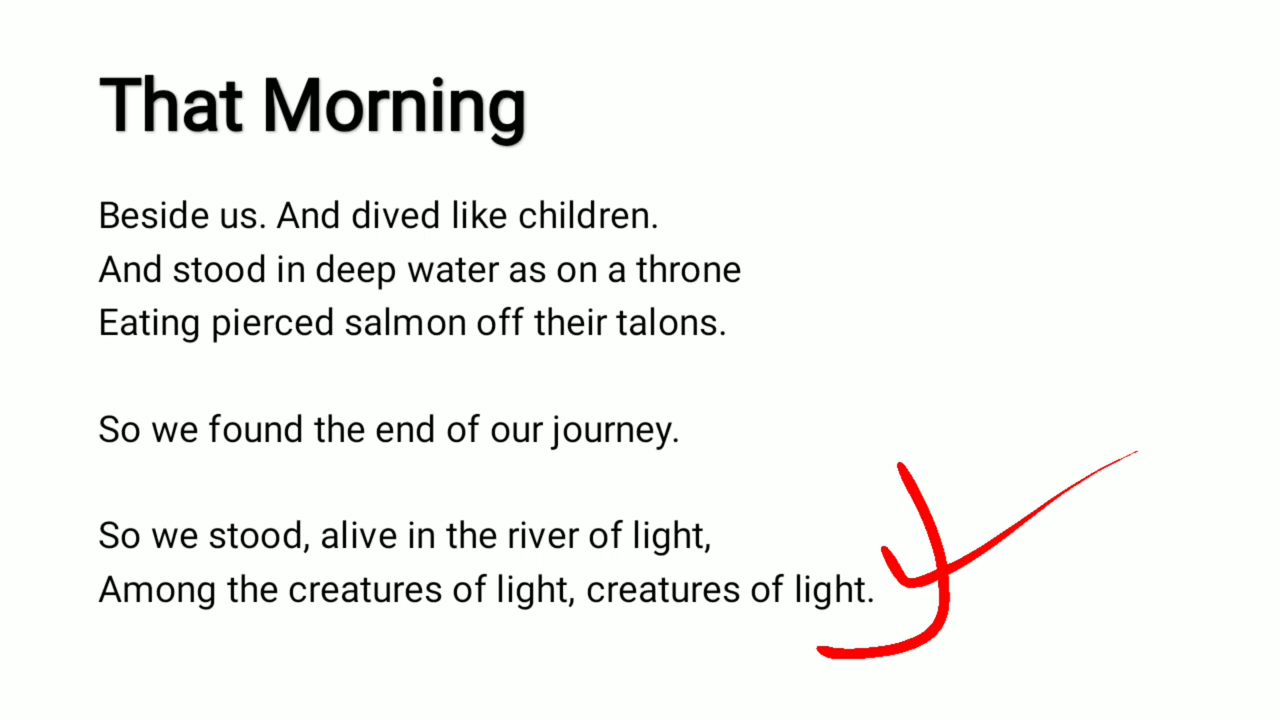 That Morning
Beside us. And dived like children.
And stood in deep water as on a throne
Eating pierced salmon off their talons.
So we found the end of our journey.
So we stood, alive in the river of light,
Among the creatures of light, creatures of light.